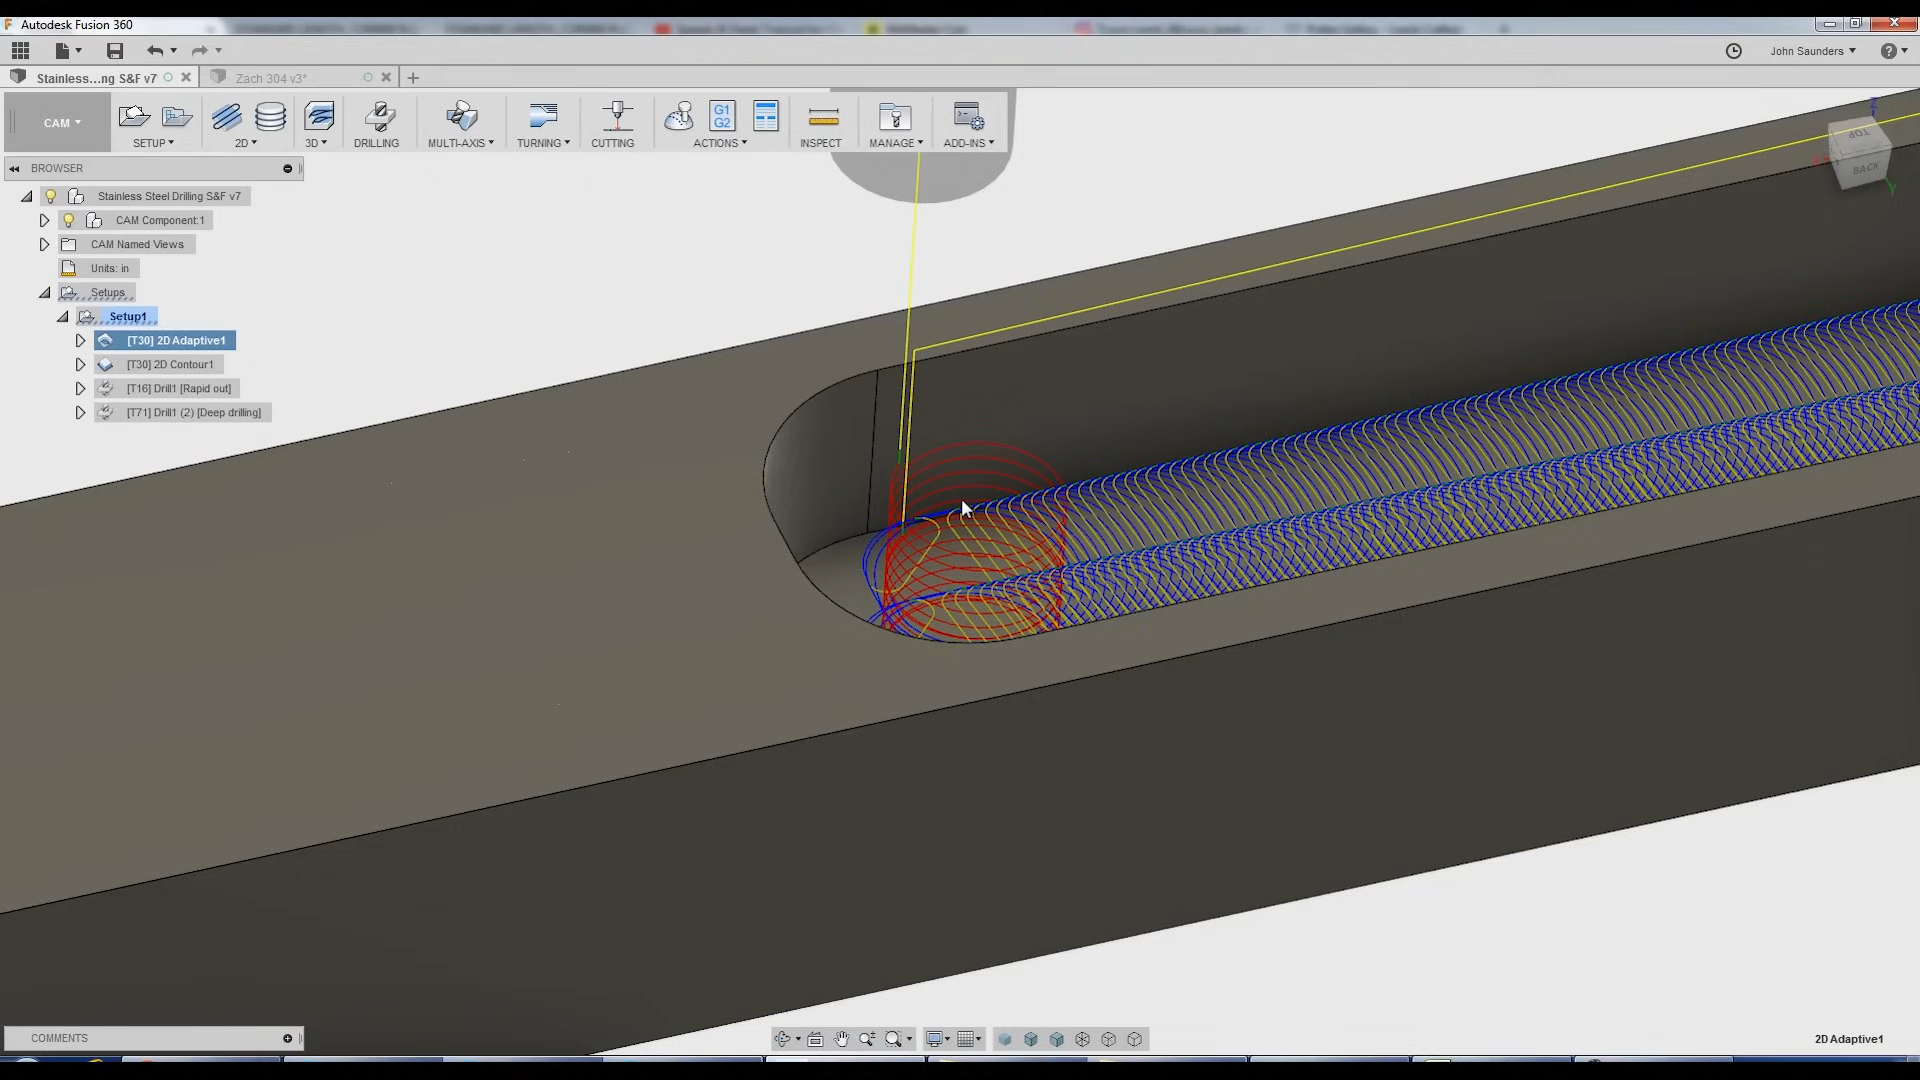 Autodesk Fusion 360
John Saunders
Stainless...ng S&F v7
Zach 304 v3*
CAM
SETUP
2D
3D
DRILLING
MULTI-AXIS
TURNING
CUTTING
G1
G2
ACTIONS
INSPECT
MANAGE
ADD-INS
BROWSER
Stainless Steel Drilling S&F v7
CAM Component:1
CAM Named Views
Units: in
Setups
Setup1
[T30] 2D Adaptive1
[T30] 2D Contour1
[T16] Drill1 [Rapid out]
[T71] Drill1 (2) [Deep drilling]
Z
TOP
BACK
Y
COMMENTS
2D Adaptive1